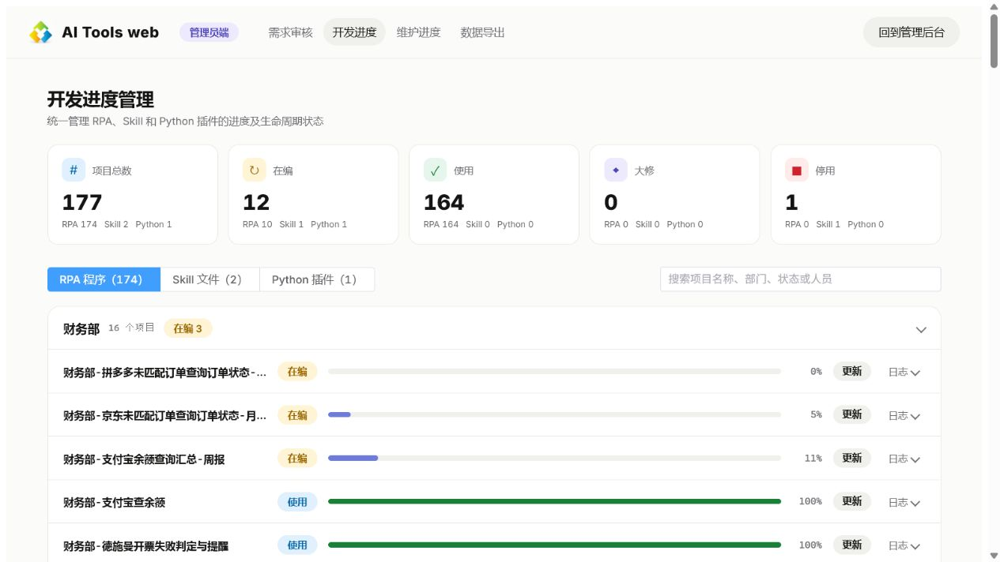 AI Tools web 管理员端 需求审核 开发进度 维护进度 数据导出 回到管理后台
开发进度管理
统一管理 RPA、Skill 和 Python 插件的进度及生命周期状态
# 项目总数
177
RPA 174 Skill 2 Python 1
↻ 在编
12
RPA 10 Skill 1 Python 1
✓ 使用
164
RPA 164 Skill 0 Python 0
大修
0
RPA 0 Skill 0 Python 0
停用
1
RPA 0 Skill 1 Python 0
RPA 程序（174） Skill 文件（2） Python 插件（1） 搜索项目名称、部门、状态或人员
财务部 16 个项目 在编 3
财务部-拼多多未匹配订单查询订单状态-... 在编 0% 更新 日志
财务部-京东未匹配订单查询订单状态-月... 在编 5% 更新 日志
财务部-支付宝余额查询汇总-周报 在编 11% 更新 日志
财务部-支付宝查余额 使用 100% 更新 日志
财务部-德施曼开票失败判定与提醒 使用 100% 更新 日志